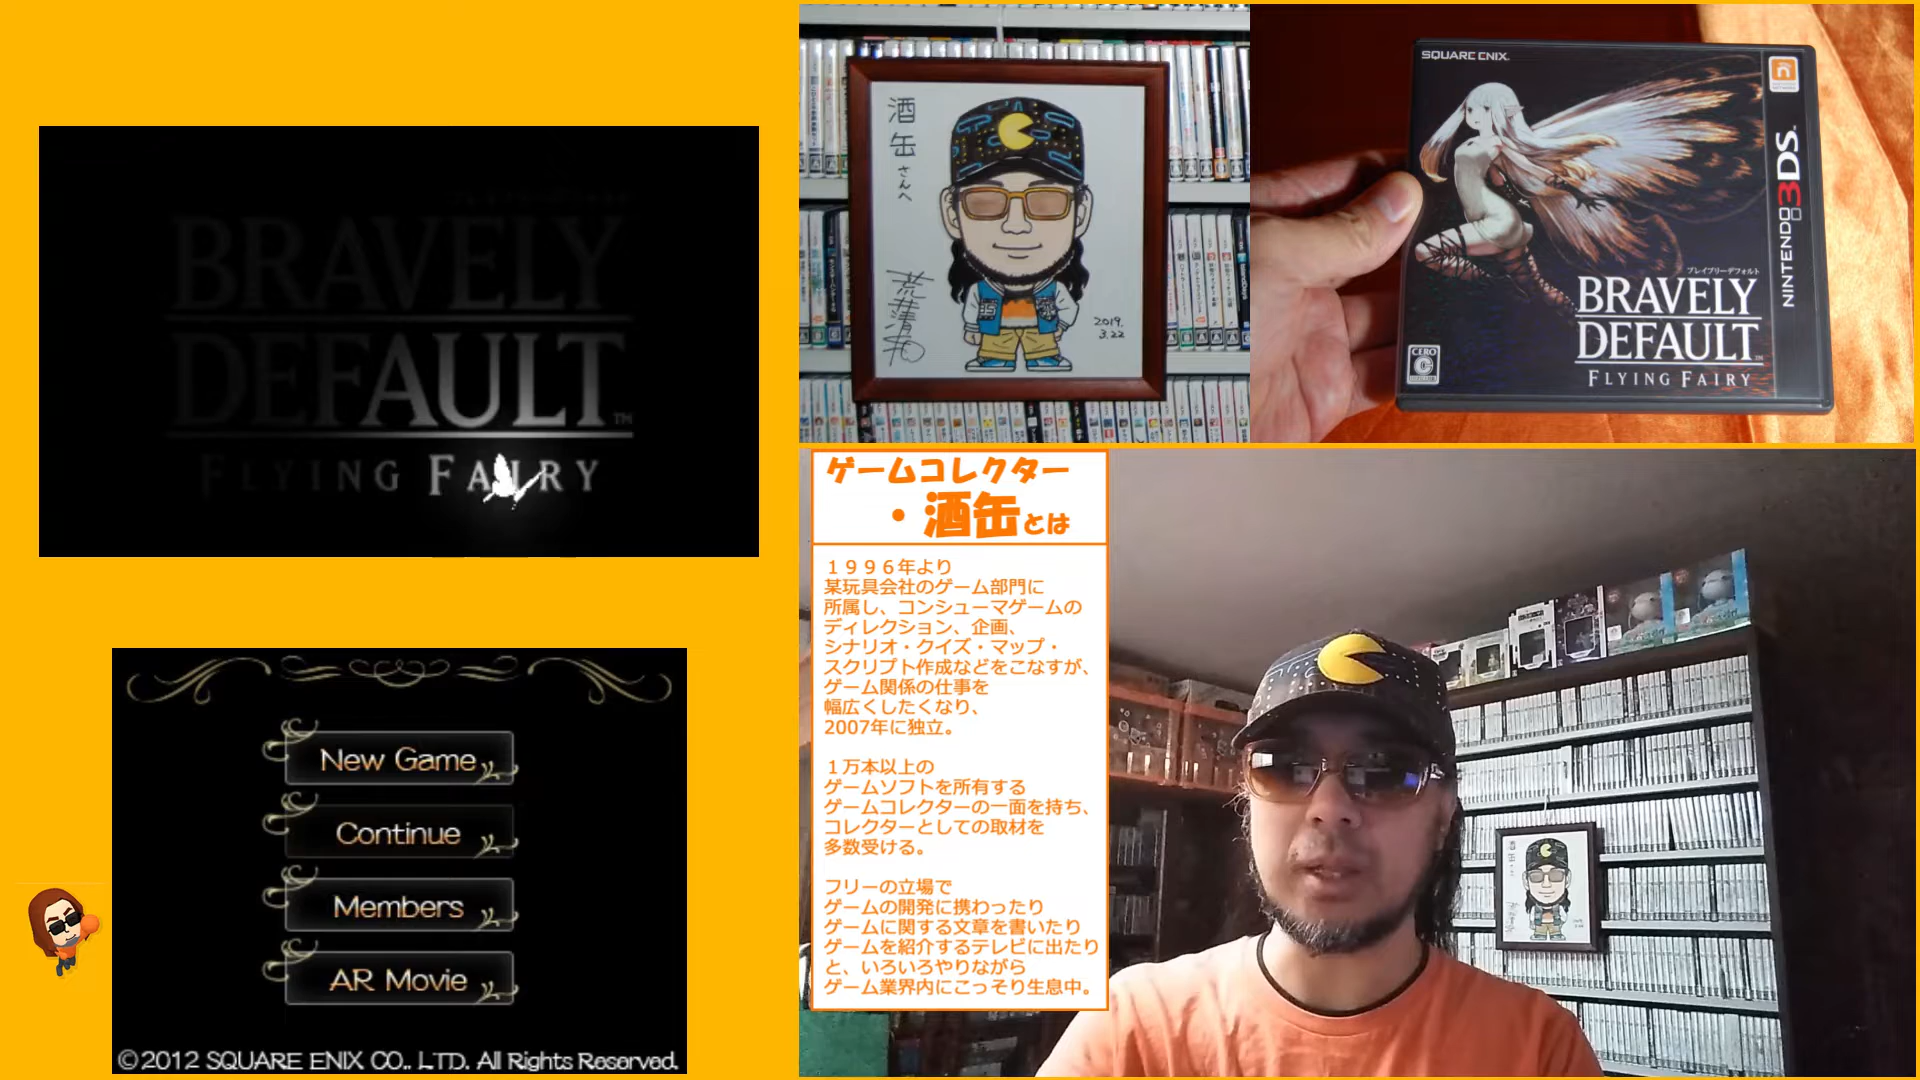 BRAVELY
DEFAULT™
FLYING FAIRY
New Game
Continue
Members
AR Movie
©2012 SQUARE ENIX CO., LTD. All Rights Reserved.
酒
缶
さんへ
2019.
3.22
SQUARE ENIX.
ブレイブリーデフォルト
BRAVELY
DEFAULT™
FLYING FAIRY
CERO
C
NINTENDO 3DS™
ゲームコレクター
・酒缶とは
1996年より
某玩具会社のゲーム部門に
所属し、コンシューマゲームの
ディレクション、企画、
シナリオ・クイズ・マップ・
スクリプト作成などをこなすが、
ゲーム関係の仕事を
幅広くしたくなり、
2007年に独立。
1万本以上の
ゲームソフトを所有する
ゲームコレクターの一面を持ち、
コレクターとしての取材を
多数受ける。
フリーの立場で
ゲームの開発に携わったり
ゲームに関する文章を書いたり
ゲームを紹介するテレビに出たり
と、いろいろやりながら
ゲーム業界内にこっそり生息中。